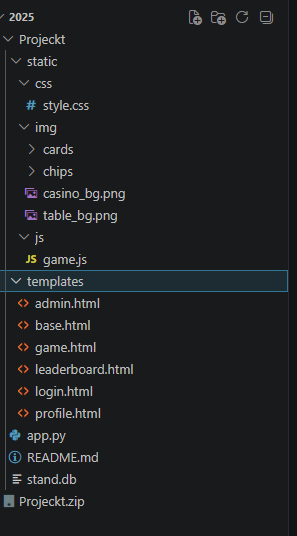 2025
Projeckt
static
css
# style.css
img
cards
chips
casino_bg.png
table_bg.png
js
JS game.js
templates
<> admin.html
<> base.html
<> game.html
<> leaderboard.html
<> login.html
<> profile.html
app.py
README.md
stand.db
Projeckt.zip